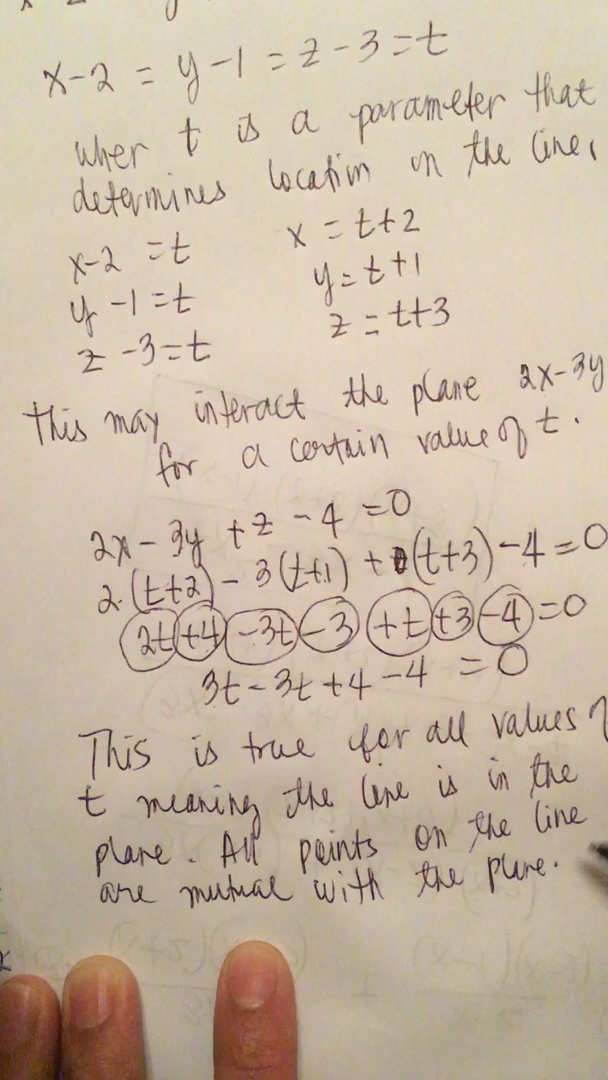 x-2 = y-1 = z-3 = t
wher t is a parameter that
determines location on the line,
x-2 = t x = t+2
y-1 = t y = t+1
z-3 = t z = t+3
This may interact the plane 2x-3y
for a certain value of t.
2x - 3y + z - 4 = 0
2·(t+2) - 3(t+1) + (t+3) - 4 = 0
2t +4 -3t -3 +t +3 -4 = 0
3t - 3t + 4 - 4 = 0
This is true for all values of
t meaning the line is in the
plane. All points on the line
are mutual with the plane.